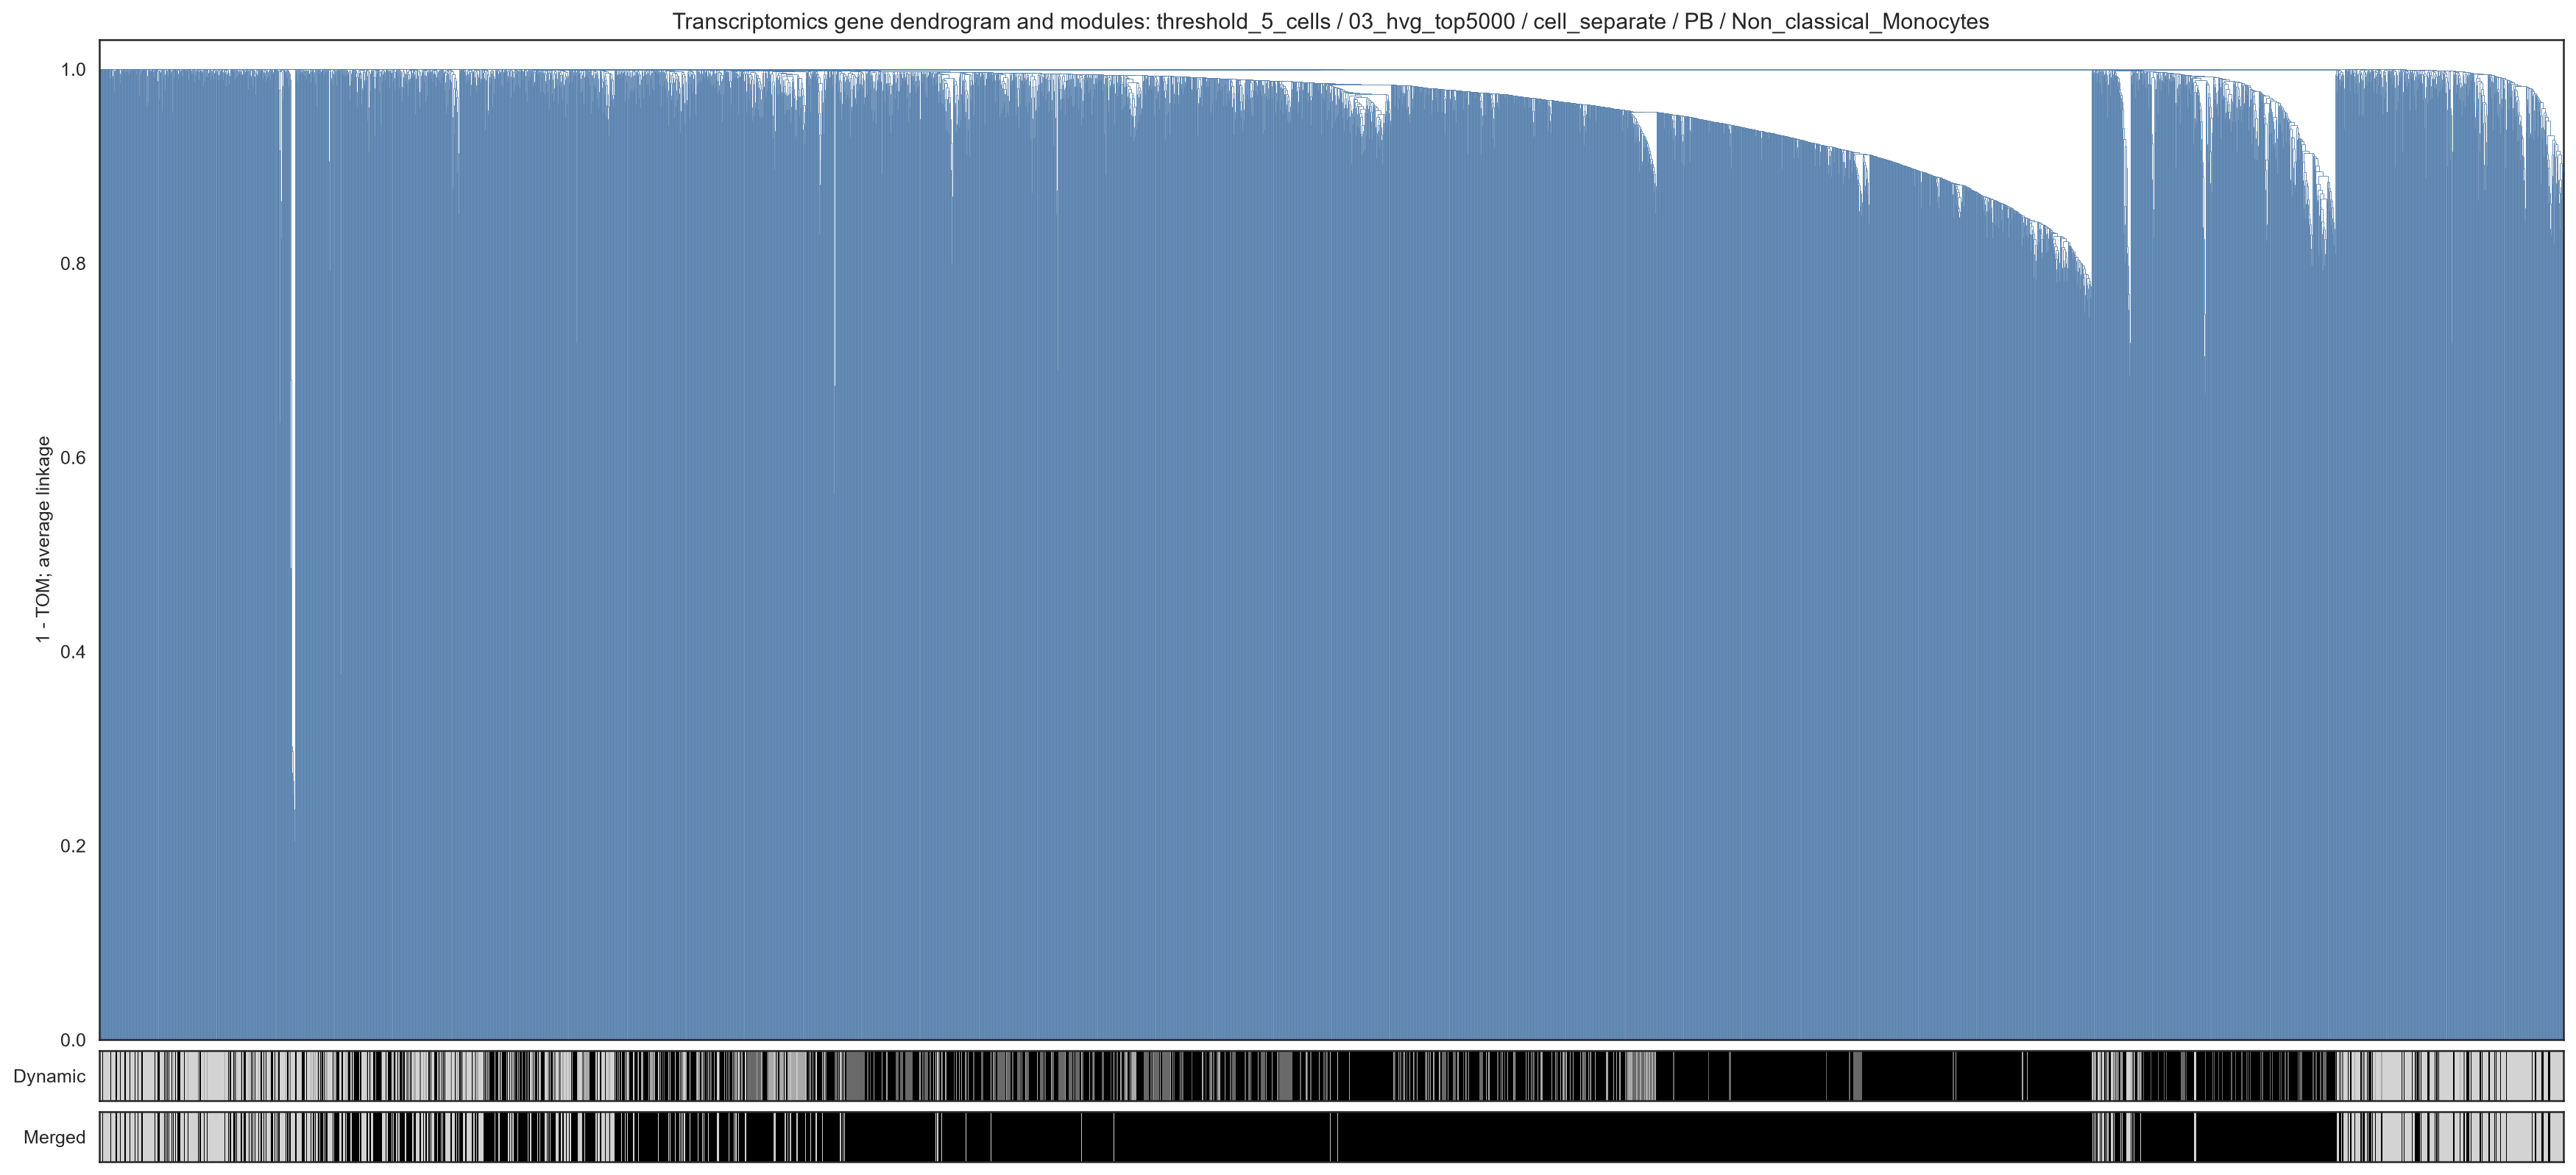 Transcriptomics gene dendrogram and modules: threshold_5_cells / 03_hvg_top5000 / cell_separate / PB / Non_classical_Monocytes
1.0
0.8
0.6
0.4
0.2
0.0
1 - TOM; average linkage
Dynamic
Merged